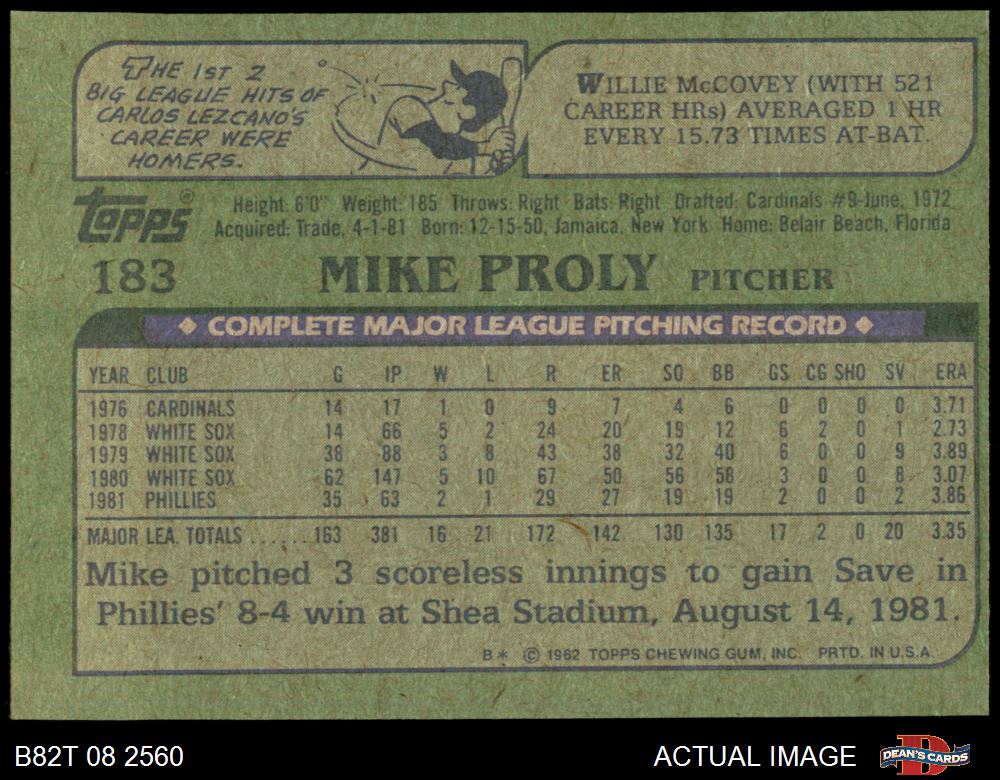 THE 1ST 2
BIG LEAGUE HITS OF
CARLOS LEZCANO'S
CAREER WERE
HOMERS.
WILLIE McCOVEY (WITH 521
CAREER HRs) AVERAGED 1 HR
EVERY 15.73 TIMES AT-BAT.
TOPPS®
Height: 6'0" Weight: 185 Throws: Right Bats: Right Drafted: Cardinals #9-June, 1972
Acquired: Trade, 4-1-81 Born: 12-15-50, Jamaica, New York Home: Belair Beach, Florida
183 MIKE PROLY PITCHER
◆ COMPLETE MAJOR LEAGUE PITCHING RECORD ◆
YEAR CLUB G IP W L R ER SO BB GS CG SHO SV ERA
1976 CARDINALS 14 17 1 0 9 7 4 6 0 0 0 0 3.71
1978 WHITE SOX 14 66 5 2 24 20 19 12 6 2 0 1 2.73
1979 WHITE SOX 38 88 3 8 43 38 32 40 6 0 0 9 3.89
1980 WHITE SOX 62 147 5 10 67 50 56 58 3 0 0 8 3.07
1981 PHILLIES 35 63 2 1 29 27 19 19 2 0 0 2 3.86
MAJOR LEA. TOTALS ...... 163 381 16 21 172 142 130 135 17 2 0 20 3.35
Mike pitched 3 scoreless innings to gain Save in
Phillies' 8-4 win at Shea Stadium, August 14, 1981.
B* © 1982 TOPPS CHEWING GUM, INC. PRTD. IN U.S.A.
B82T 08 2560
ACTUAL IMAGE
DEAN'S CARDS